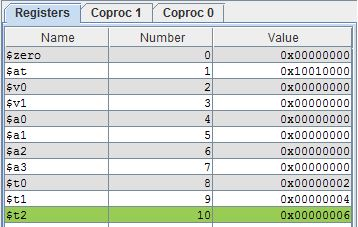 Registers Coproc 1 Coproc 0
Name Number Value
$zero 0 0x00000000
$at 1 0x10010000
$v0 2 0x00000000
$v1 3 0x00000000
$a0 4 0x00000000
$a1 5 0x00000000
$a2 6 0x00000000
$a3 7 0x00000000
$t0 8 0x00000002
$t1 9 0x00000004
$t2 10 0x00000006